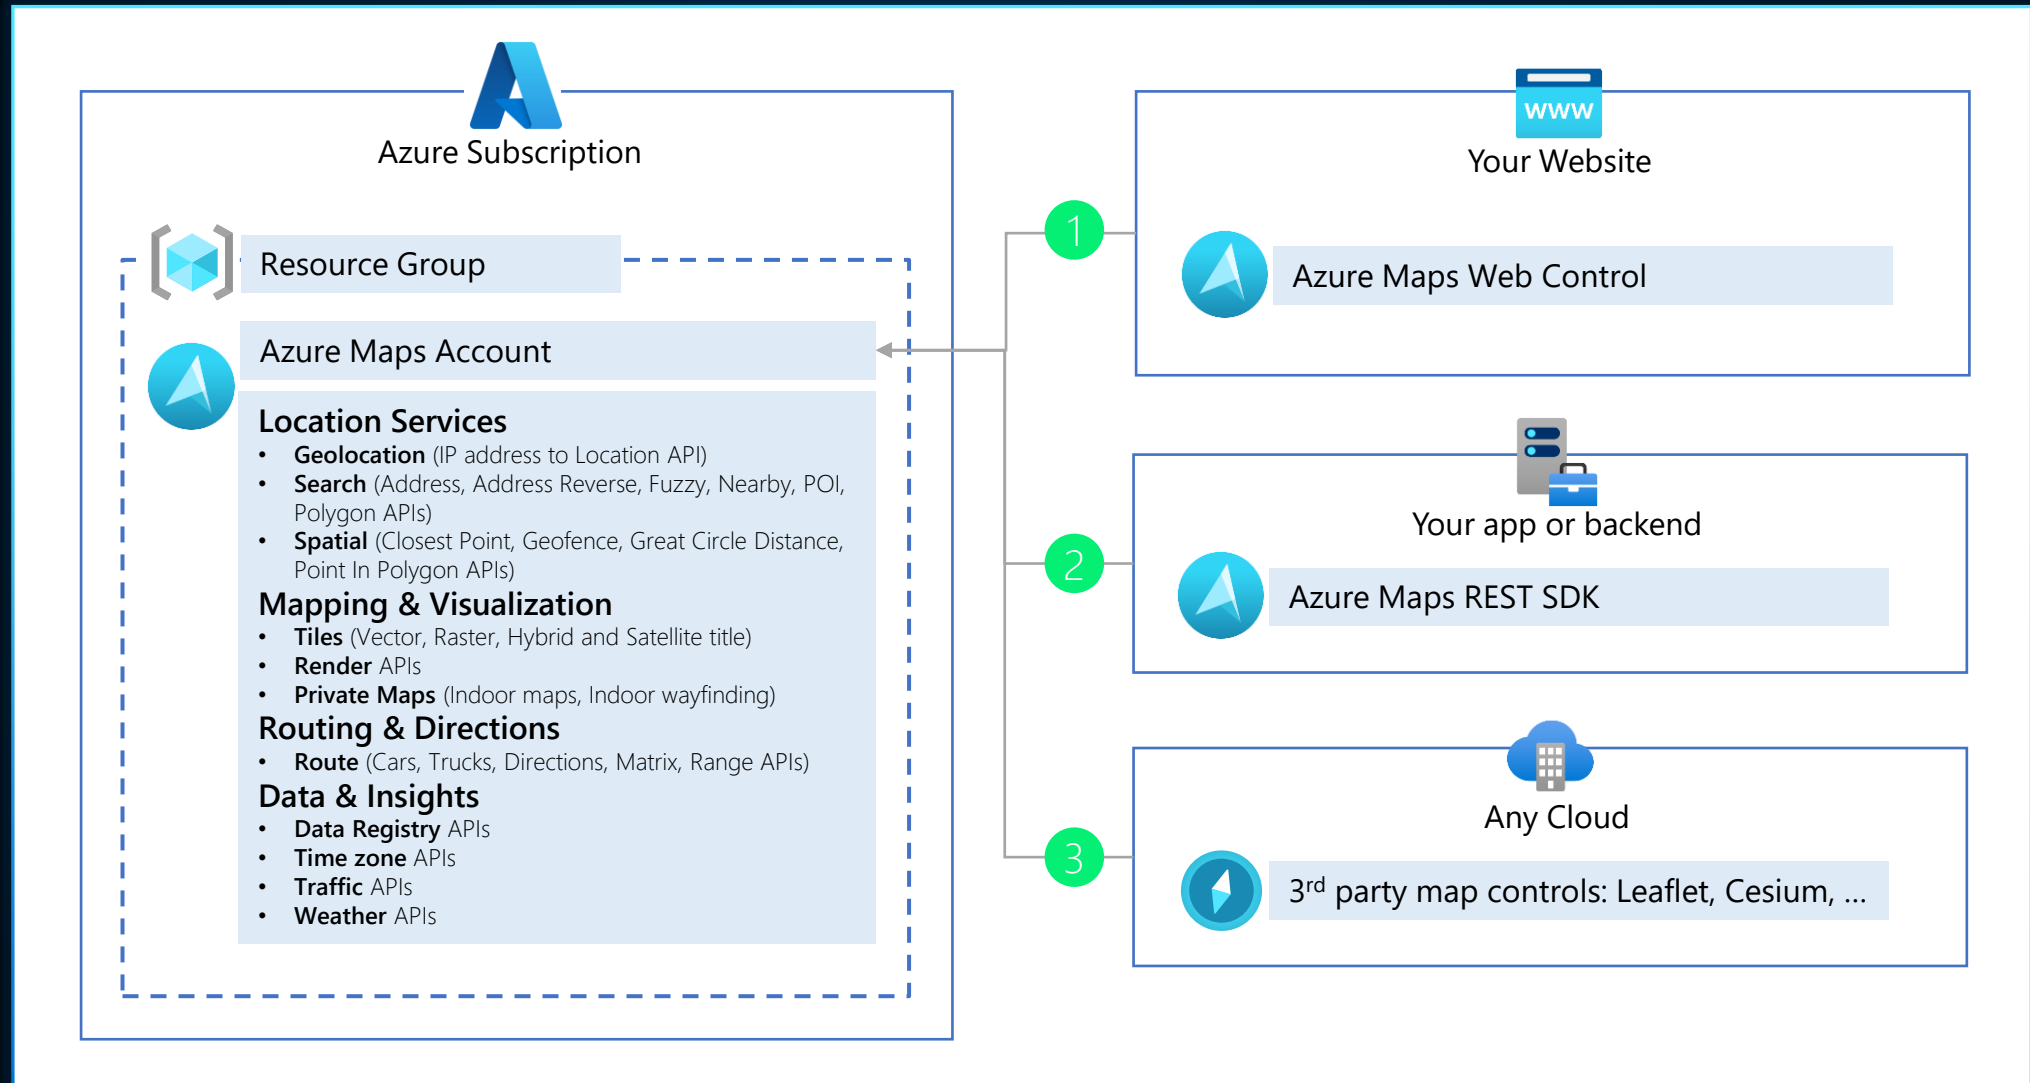 Azure Subscription
Resource Group
Azure Maps Account
Location Services
• Geolocation (IP address to Location API)
• Search (Address, Address Reverse, Fuzzy, Nearby, POI,
Polygon APIs)
• Spatial (Closest Point, Geofence, Great Circle Distance,
Point In Polygon APIs)
Mapping & Visualization
• Tiles (Vector, Raster, Hybrid and Satellite title)
• Render APIs
• Private Maps (Indoor maps, Indoor wayfinding)
Routing & Directions
• Route (Cars, Trucks, Directions, Matrix, Range APIs)
Data & Insights
• Data Registry APIs
• Time zone APIs
• Traffic APIs
• Weather APIs
1
2
3
www
Your Website
Azure Maps Web Control
Your app or backend
Azure Maps REST SDK
Any Cloud
3rd party map controls: Leaflet, Cesium, ...